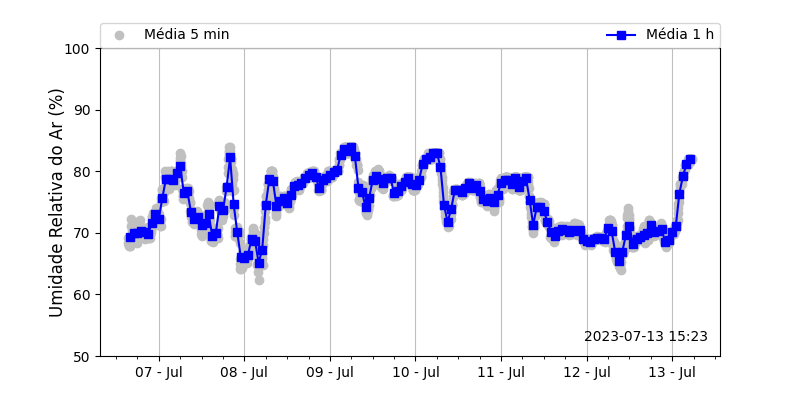 Média 5 min
Média 1 h
Umidade Relativa do Ar (%)
100
90
80
70
60
50
2023-07-13 15:23
07 - Jul
08 - Jul
09 - Jul
10 - Jul
11 - Jul
12 - Jul
13 - Jul